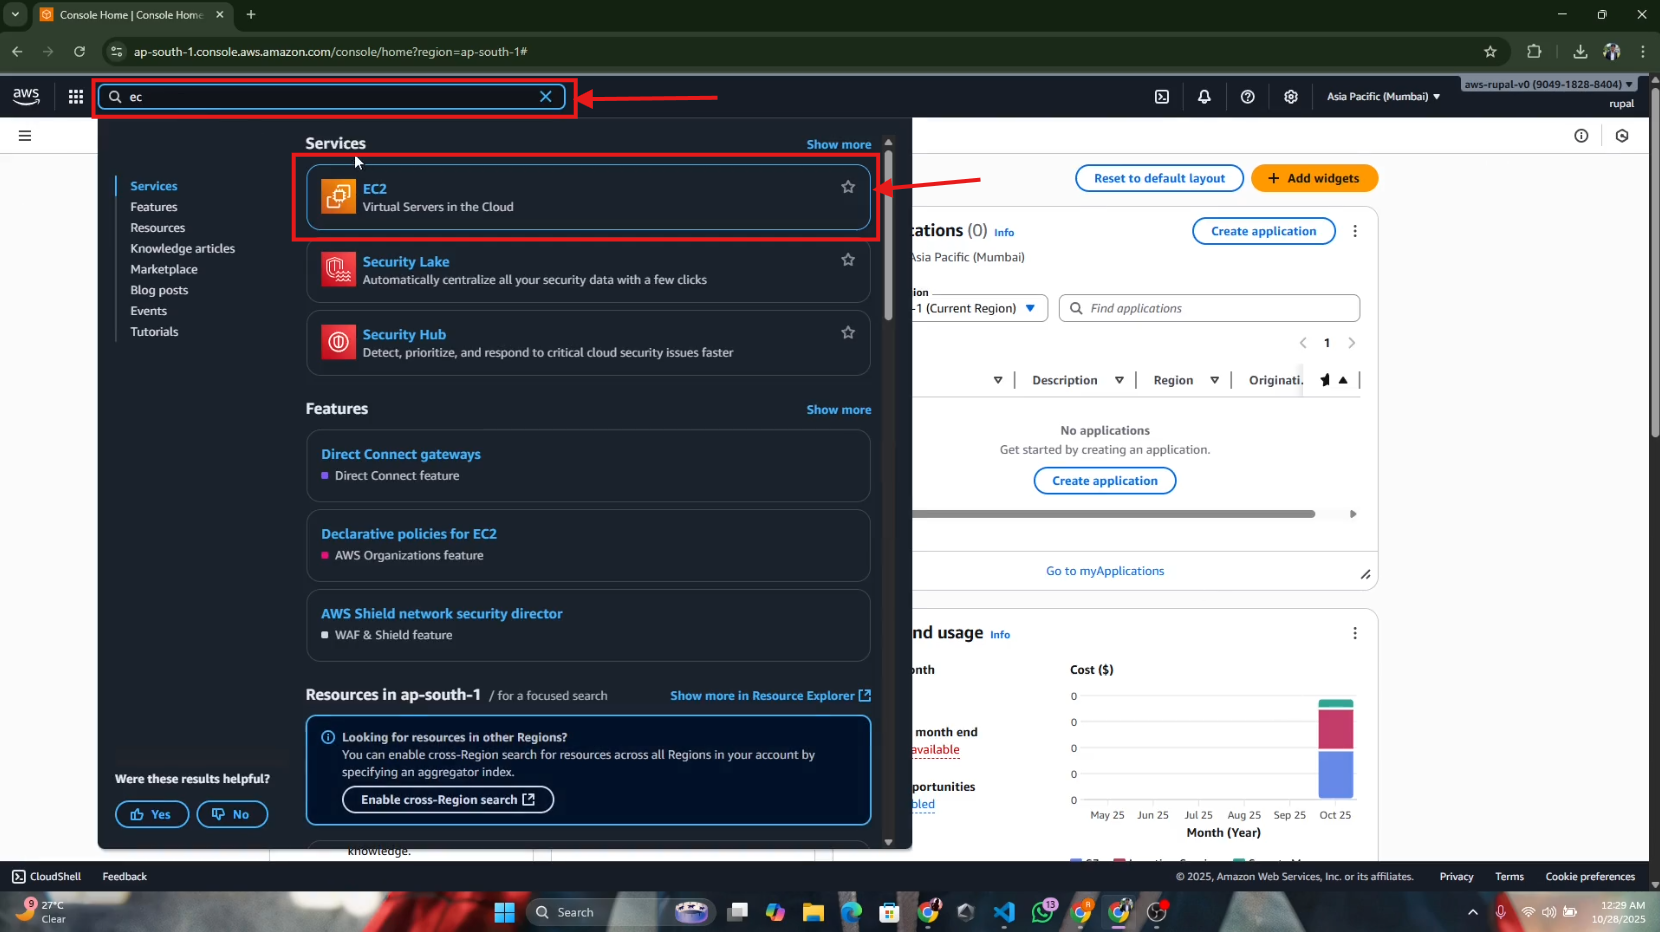 Console Home | Console Home
ap-south-1.console.aws.amazon.com/console/home?region=ap-south-1#
aws
ec
Asia Pacific (Mumbai)
aws-rupal-v0 (9049-1828-8404)
rupal
Services
Show more
Services
Features
Resources
Knowledge articles
Marketplace
Blog posts
Events
Tutorials
EC2
Virtual Servers in the Cloud
Security Lake
Automatically centralize all your security data with a few clicks
Security Hub
Detect, prioritize, and respond to critical cloud security issues faster
Features
Show more
Direct Connect gateways
Direct Connect feature
Declarative policies for EC2
AWS Organizations feature
AWS Shield network security director
WAF & Shield feature
Resources in ap-south-1 / for a focused search
Show more in Resource Explorer
Looking for resources in other Regions?
You can enable cross-Region search for resources across all Regions in your account by
specifying an aggregator index.
Enable cross-Region search
Were these results helpful?
Yes
No
Reset to default layout
+ Add widgets
cations (0) Info
Create application
Asia Pacific (Mumbai)
ion
-1 (Current Region)
Find applications
1
Description
Region
Originati.
No applications
Get started by creating an application.
Create application
Go to myApplications
nd usage Info
onth
Cost ($)
0
0
0
0
0
month end
available
portunities
bled
May 25 Jun 25 Jul 25 Aug 25 Sep 25 Oct 25
Month (Year)
knowledge.
CloudShell
Feedback
© 2025, Amazon Web Services, Inc. or its affiliates.
Privacy
Terms
Cookie preferences
9
27°C
Clear
Search
13
12:29 AM
10/28/2025